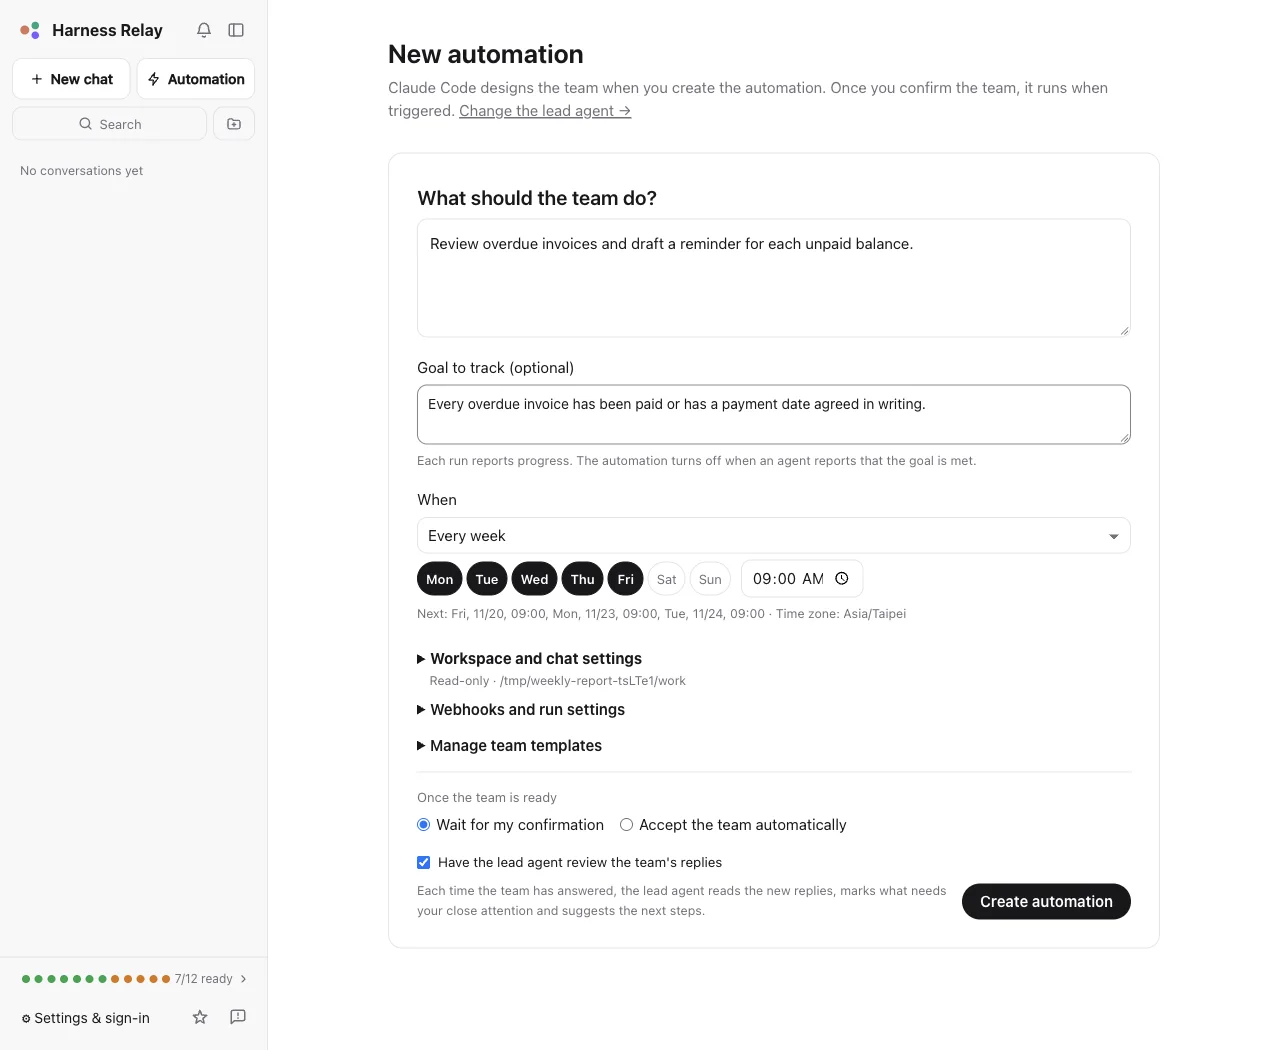 Harness Relay
New chat
Automation
Search
No conversations yet
7/12 ready
Settings & sign-in
New automation
Claude Code designs the team when you create the automation. Once you confirm the team, it runs when
triggered. Change the lead agent →
What should the team do?
Review overdue invoices and draft a reminder for each unpaid balance.
Goal to track (optional)
Every overdue invoice has been paid or has a payment date agreed in writing.
Each run reports progress. The automation turns off when an agent reports that the goal is met.
When
Every week
Mon Tue Wed Thu Fri Sat Sun 09:00 AM
Next: Fri, 11/20, 09:00, Mon, 11/23, 09:00, Tue, 11/24, 09:00 · Time zone: Asia/Taipei
Workspace and chat settings
Read-only · /tmp/weekly-report-tsLTe1/work
Webhooks and run settings
Manage team templates
Once the team is ready
Wait for my confirmation Accept the team automatically
Have the lead agent review the team's replies
Each time the team has answered, the lead agent reads the new replies, marks what needs
your close attention and suggests the next steps.
Create automation